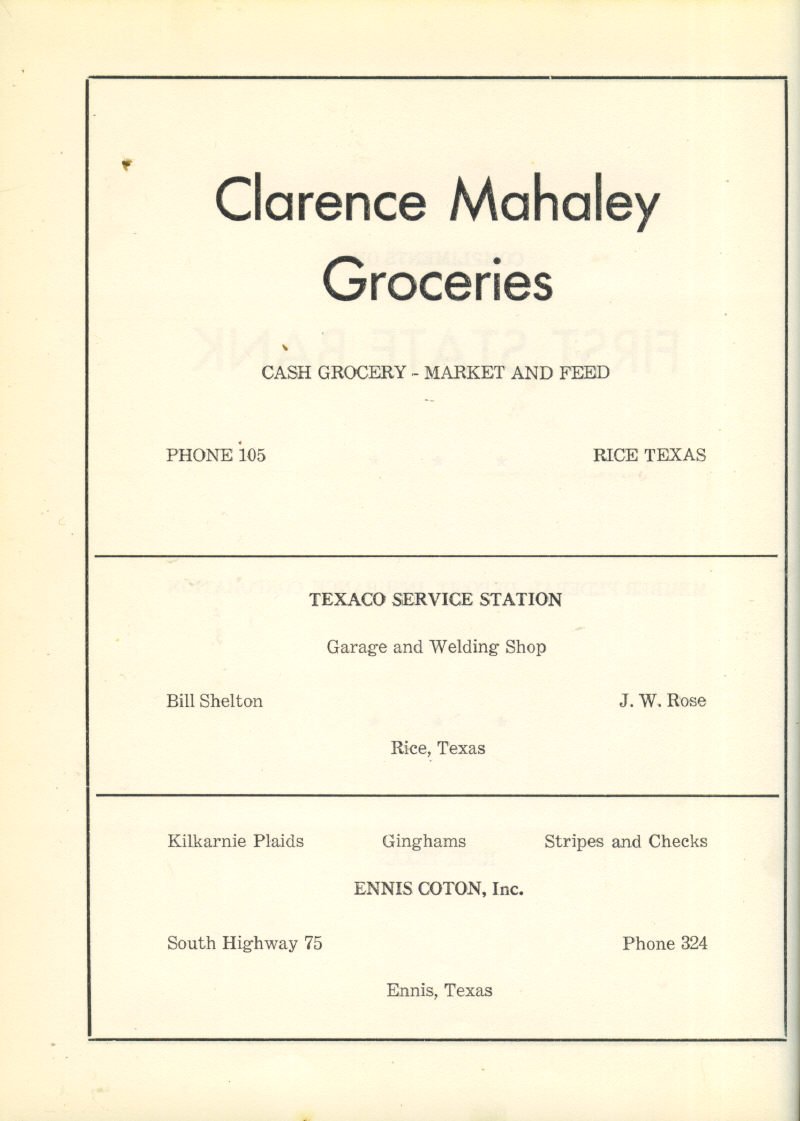 Clarence Mahaley
Groceries
CASH GROCERY - MARKET AND FEED
PHONE 105 RICE TEXAS
TEXACO SERVICE STATION
Garage and Welding Shop
Bill Shelton J. W. Rose
Rice, Texas
Kilkarnie Plaids Ginghams Stripes and Checks
ENNIS COTON, Inc.
South Highway 75 Phone 324
Ennis, Texas